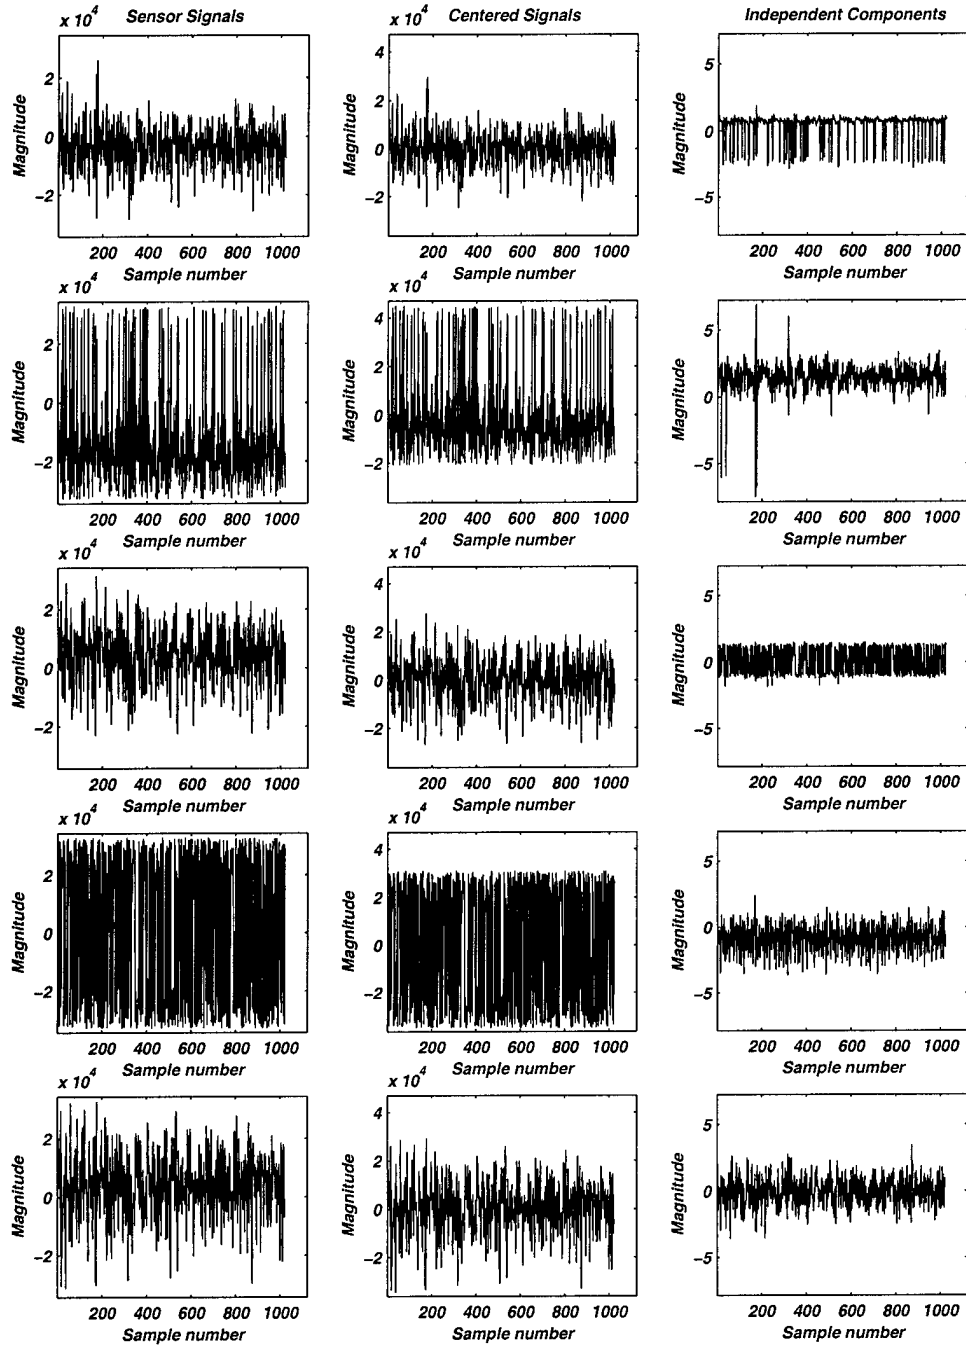 Sensor Signals Centered Signals Independent Components
x 10^4 x 10^4
Magnitude 2 0 −2 Magnitude 4 2 0 −2 Magnitude 5 0 −5
200 400 600 800 1000 200 400 600 800 1000 200 400 600 800 1000
Sample number Sample number Sample number
x 10^4 x 10^4
Magnitude 2 0 −2 Magnitude 4 2 0 −2 Magnitude 5 0 −5
200 400 600 800 1000 200 400 600 800 1000 200 400 600 800 1000
Sample number Sample number Sample number
x 10^4 x 10^4
Magnitude 2 0 −2 Magnitude 4 2 0 −2 Magnitude 5 0 −5
200 400 600 800 1000 200 400 600 800 1000 200 400 600 800 1000
Sample number Sample number Sample number
x 10^4 x 10^4
Magnitude 2 0 −2 Magnitude 4 2 0 −2 Magnitude 5 0 −5
200 400 600 800 1000 200 400 600 800 1000 200 400 600 800 1000
Sample number Sample number Sample number
x 10^4 x 10^4
Magnitude 2 0 −2 Magnitude 4 2 0 −2 Magnitude 5 0 −5
200 400 600 800 1000 200 400 600 800 1000 200 400 600 800 1000
Sample number Sample number Sample number